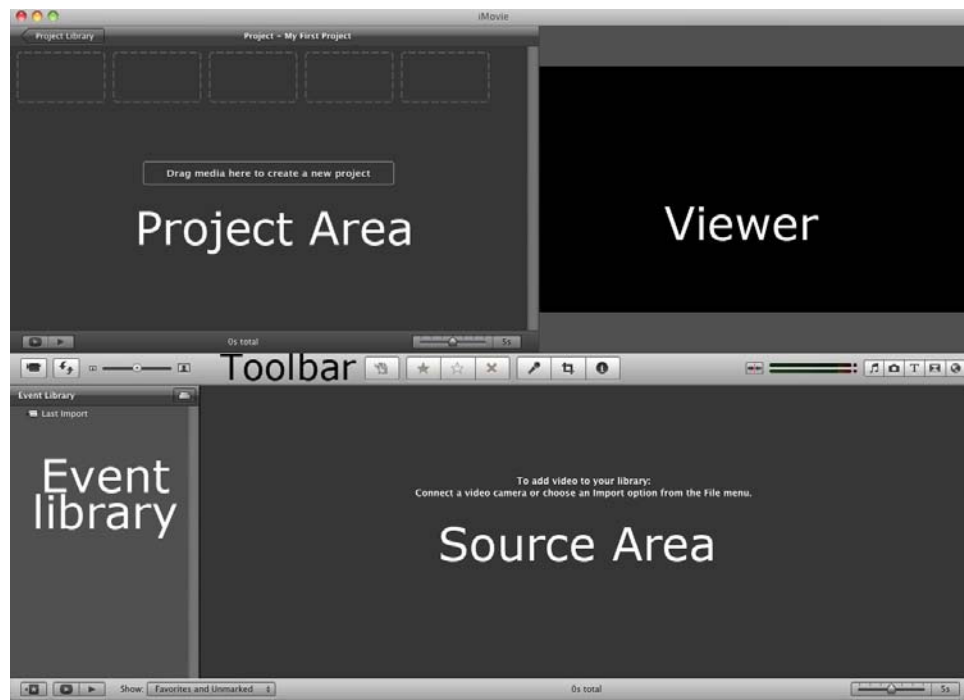 iMovie
Project Library
Project - My First Project
Drag media here to create a new project
Project Area
Viewer
0s total
5s
Toolbar
T
Event Library
Last Import
Event
library
To add video to your library:
Connect a video camera or choose an Import option from the File menu.
Source Area
Show: Favorites and Unmarked
0s total
5s